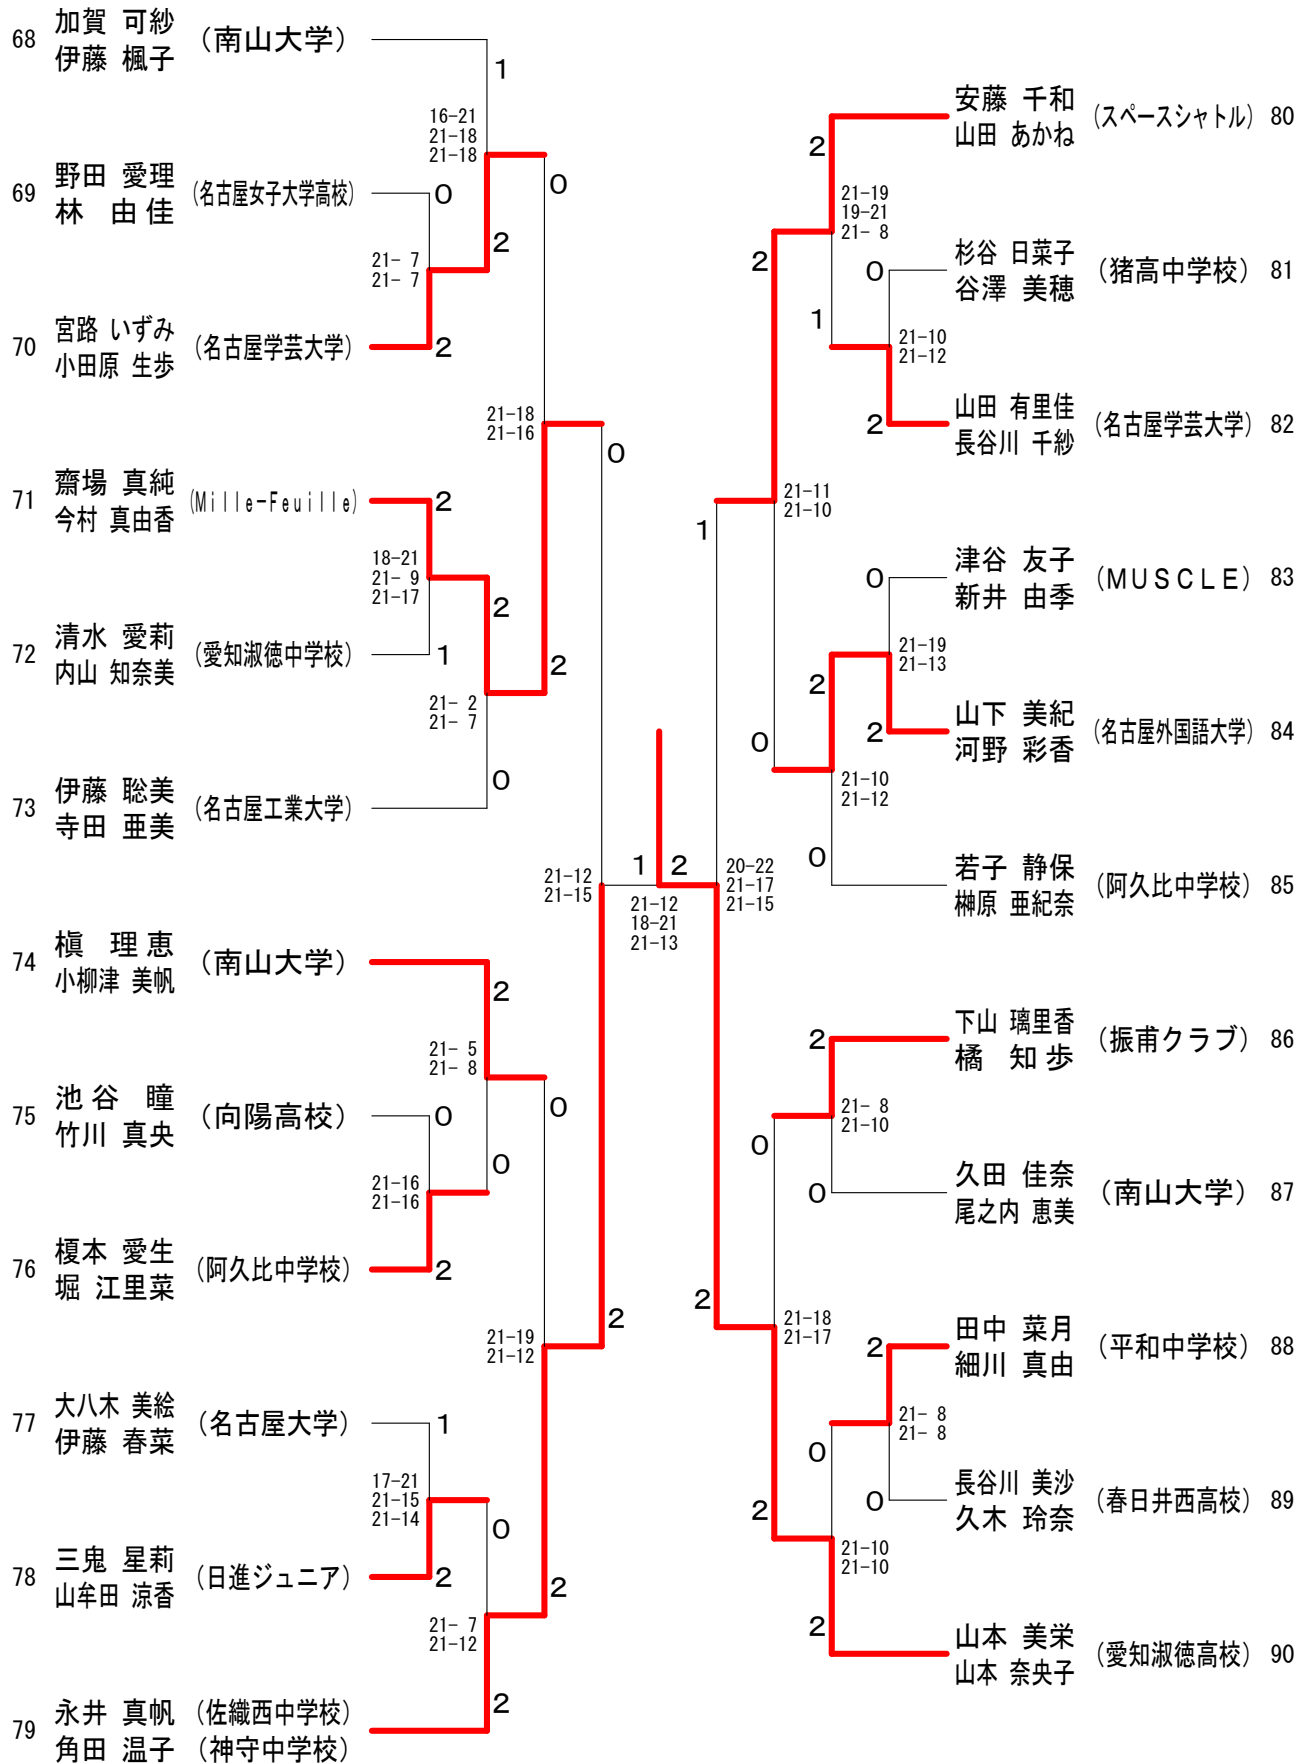 68 加賀 可紗 (南山大学)
伊藤 楓子
1
16-21
21-18
21-18
69 野田 愛理 (名古屋女子大学高校)
林 由佳
0
0
2
21- 7
21- 7
70 宮路 いずみ (名古屋学芸大学)
小田原 生歩
2
21-18
21-16
0
71 齋場 真純 (Mille-Feuille)
今村 真由香
2
18-21
21- 9
21-17
2
72 清水 愛莉 (愛知淑徳中学校)
内山 知奈美
1
2
21- 2
21- 7
73 伊藤 聡美 (名古屋工業大学)
寺田 亜美
0
21-12
21-15
1
2
21-12
18-21
21-13
74 槇 理恵 (南山大学)
小柳津 美帆
2
21- 5
21- 8
0
75 池谷 瞳 (向陽高校)
竹川 真央
0
0
21-16
21-16
76 榎本 愛生 (阿久比中学校)
堀 江里菜
2
2
21-19
21-12
77 大八木 美絵 (名古屋大学)
伊藤 春菜
1
17-21
21-15
21-14
0
78 三鬼 星莉 (日進ジュニア)
山牟田 涼香
2
2
21- 7
21-12
79 永井 真帆 (佐織西中学校)
角田 温子 (神守中学校)
2
安藤 千和 (スペースシャトル) 80
山田 あかね
2
21-19
19-21
21- 8
2
杉谷 日菜子 (猪高中学校) 81
谷澤 美穂
0
1
21-10
21-12
山田 有里佳 (名古屋学芸大学) 82
長谷川 千紗
2
21-11
21-10
1
津谷 友子 (MUSCLE) 83
新井 由季
0
21-19
21-13
2
山下 美紀 (名古屋外国語大学) 84
河野 彩香
2
0
21-10
21-12
若子 静保 (阿久比中学校) 85
榊原 亜紀奈
0
20-22
21-17
21-15
下山 璃里香 (振甫クラブ) 86
橘 知歩
2
21- 8
21-10
0
久田 佳奈 (南山大学) 87
尾之内 恵美
0
2
21-18
21-17
田中 菜月 (平和中学校) 88
細川 真由
2
21- 8
21- 8
0
長谷川 美沙 (春日井西高校) 89
久木 玲奈
0
2
21-10
21-10
山本 美栄 (愛知淑徳高校) 90
山本 奈央子
2